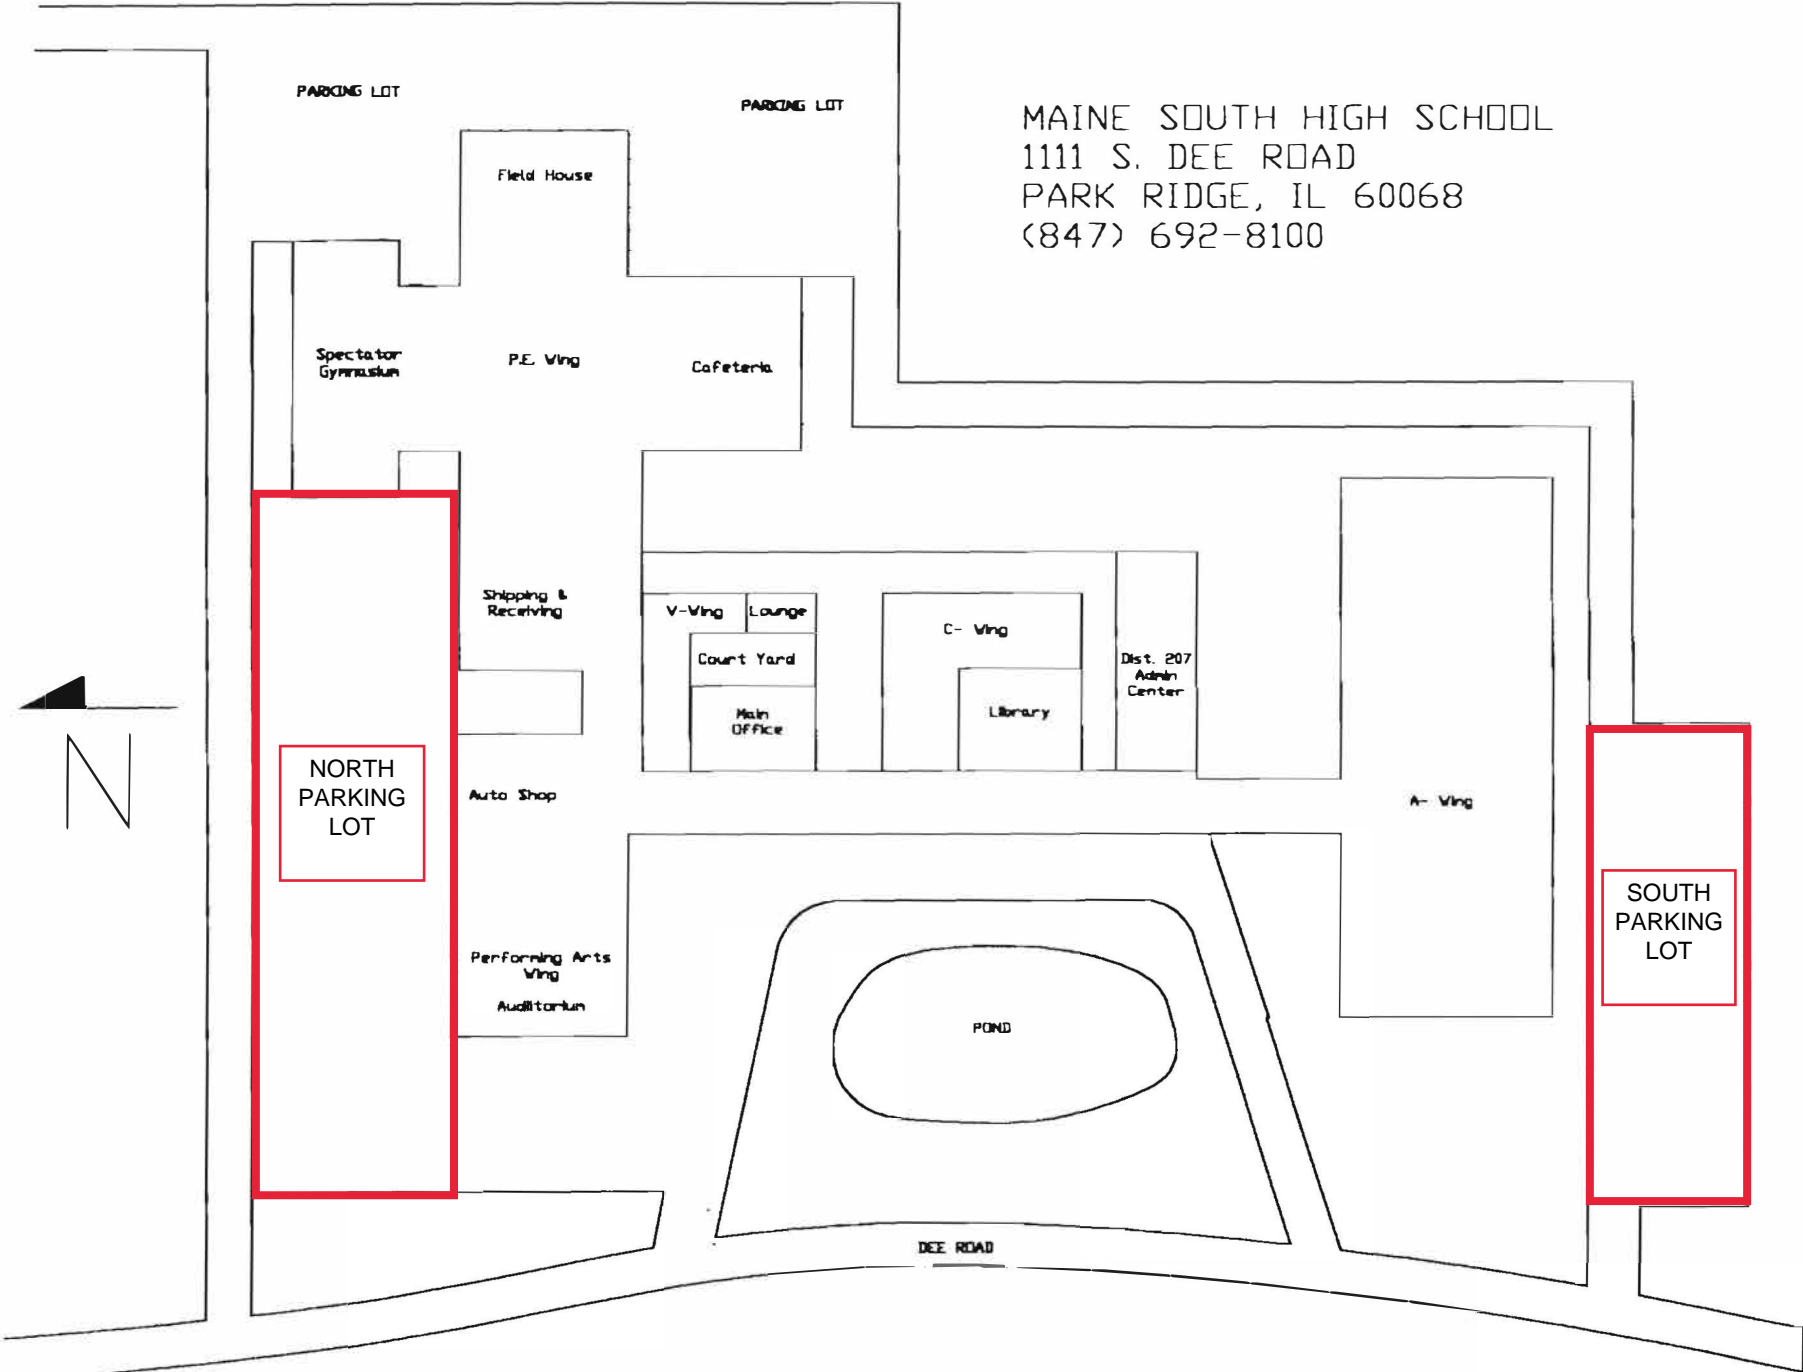 PARKING LOT
PARKING LOT
MAINE SOUTH HIGH SCHOOL
1111 S. DEE ROAD
PARK RIDGE, IL 60068
(847) 692-8100
Field House
Spectator
Gymnasium
P.E. Wing
Cafeteria
Shipping &
Receiving
V-Wing
Lounge
C- Wing
Court Yard
Dist. 207
Admin
Center
Main
Office
Library
N
NORTH
PARKING
LOT
Auto Shop
A- Wing
SOUTH
PARKING
LOT
Performing Arts
Wing
Auditorium
POND
DEE ROAD